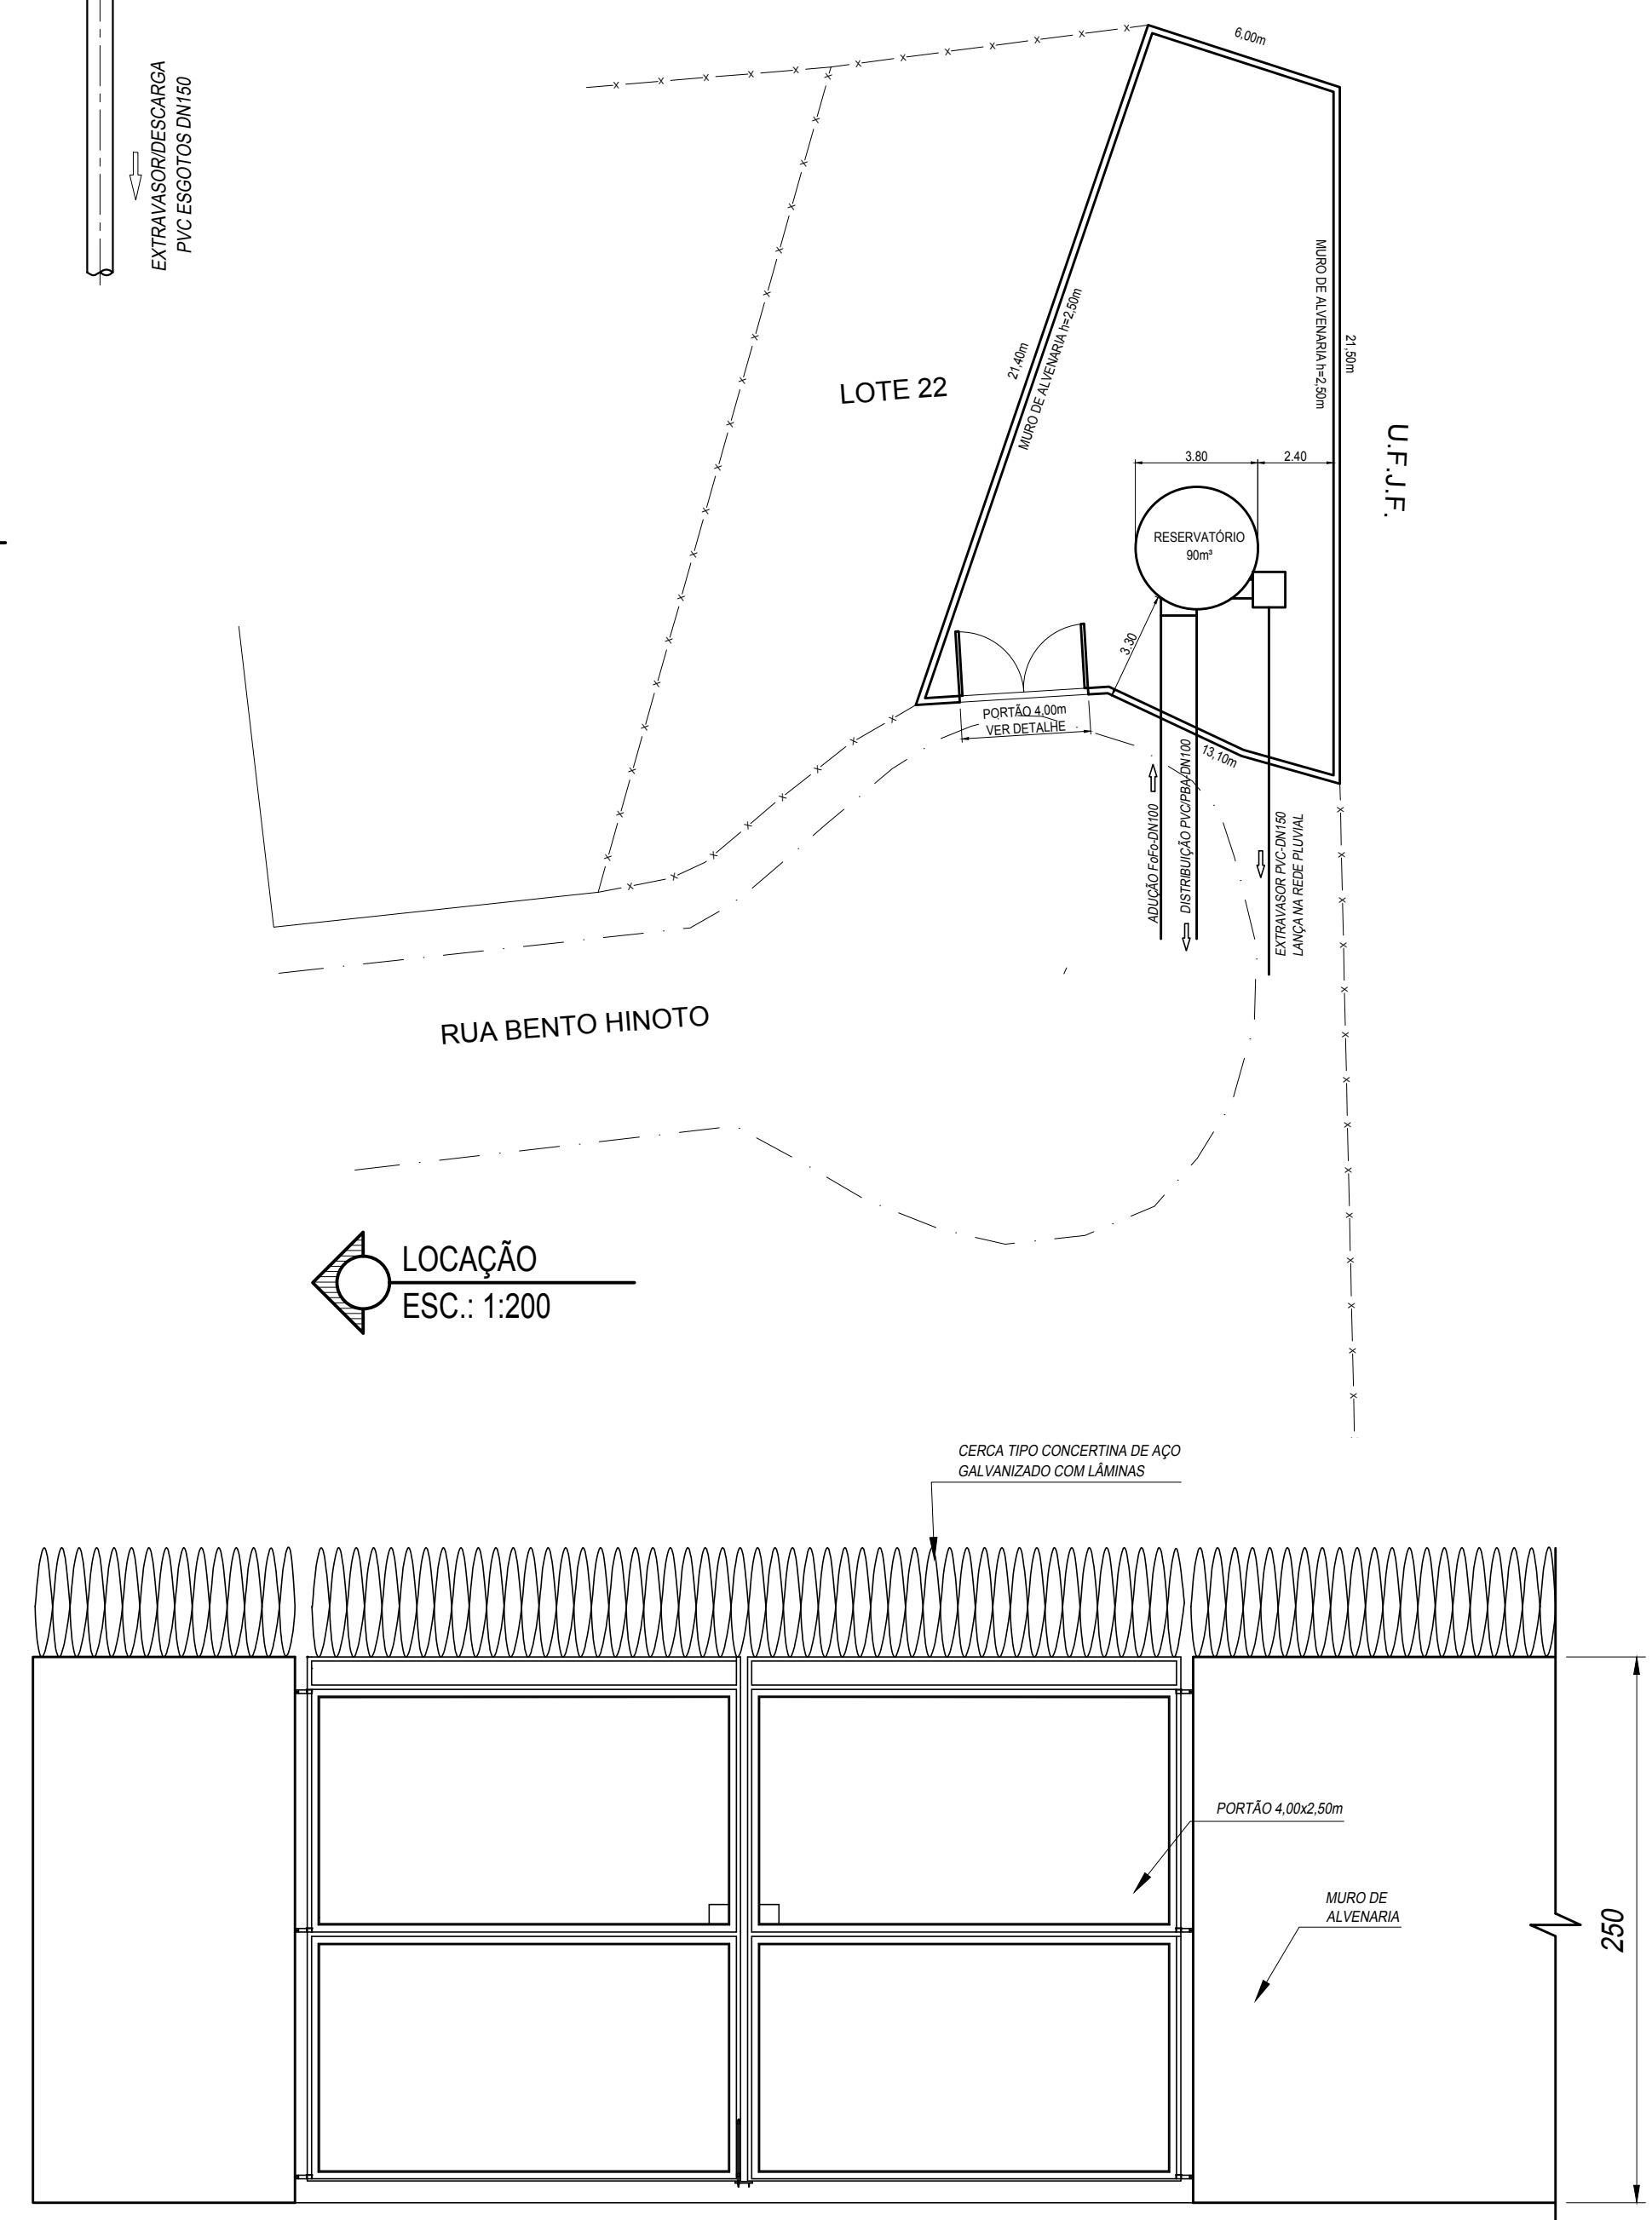 EXTRAVASOR/DESCARGA
PVC ESGOTOS DN150
6,00m
MURO DE ALVENARIA h=2,50m
21,50m
21,40m
MURO DE ALVENARIA h=2,50m
LOTE 22
U.F.J.F.
3.80
2.40
RESERVATÓRIO
90m³
3.30
PORTÃO 4,00m
VER DETALHE
13,10m
ADUÇÃO FoFo-DN100
DISTRIBUIÇÃO PVC/PBA-DN100
EXTRAVASOR PVC-DN150
LANÇA NA REDE PLUVIAL
RUA BENTO HINOTO
LOCAÇÃO
ESC.: 1:200
CERCA TIPO CONCERTINA DE AÇO
GALVANIZADO COM LÂMINAS
PORTÃO 4,00x2,50m
MURO DE
ALVENARIA
250